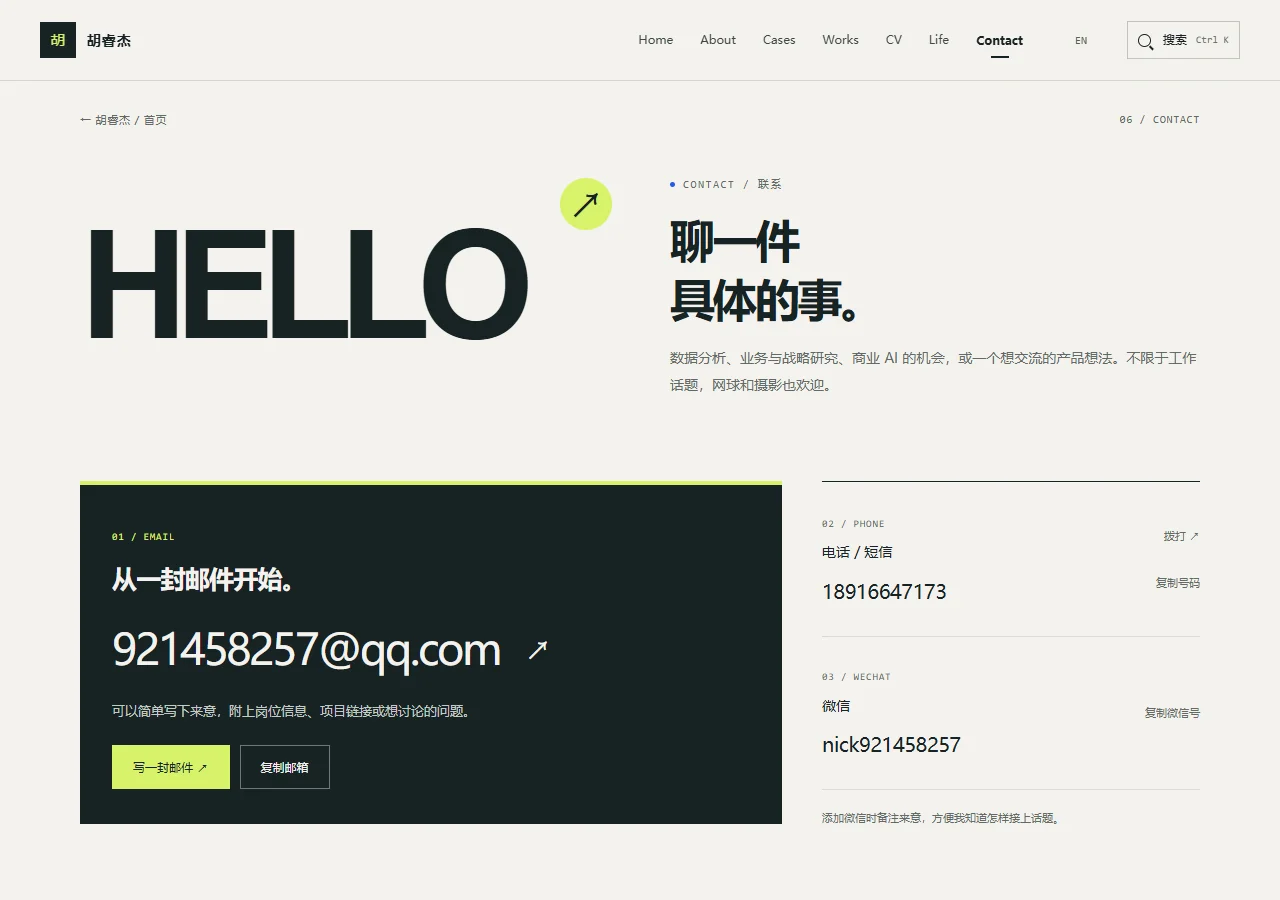 胡 胡睿杰
Home About Cases Works CV Life Contact EN 搜索 Ctrl K
← 胡睿杰 / 首页
06 / CONTACT
HELLO ↗
CONTACT / 联系
聊一件
具体的事。
数据分析、业务与战略研究、商业 AI 的机会，或一个想交流的产品想法。不限于工作
话题，网球和摄影也欢迎。
01 / EMAIL
从一封邮件开始。
921458257@qq.com ↗
可以简单写下来意，附上岗位信息、项目链接或想讨论的问题。
写一封邮件 ↗ 复制邮箱
02 / PHONE
电话 / 短信
18916647173
拨打 ↗
复制号码
03 / WECHAT
微信
nick921458257
复制微信号
添加微信时备注来意，方便我知道怎样接上话题。